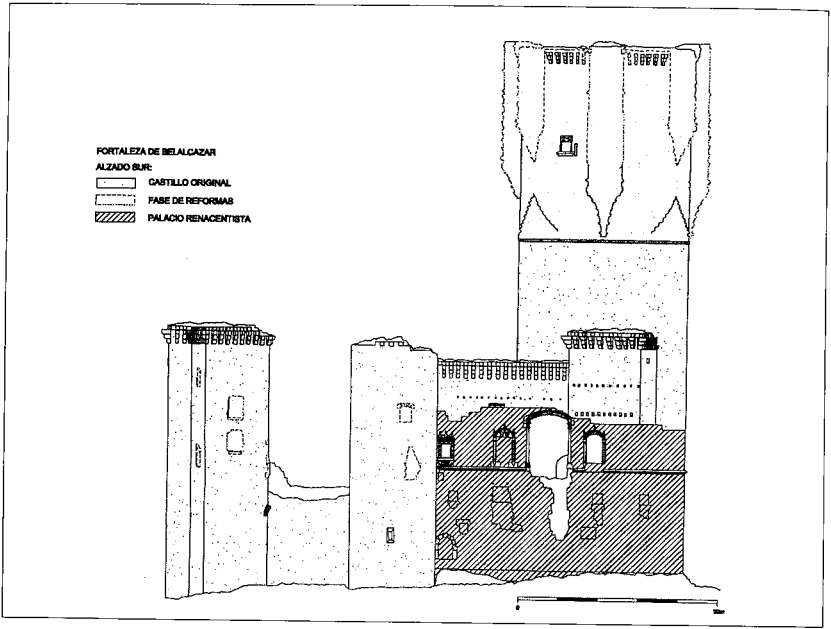 FORTALEZA DE BELALCAZAR
ALZADO SUR:
CASTILLO ORIGINAL
FASE DE REFORMAS
PALACIO RENACENTISTA
0